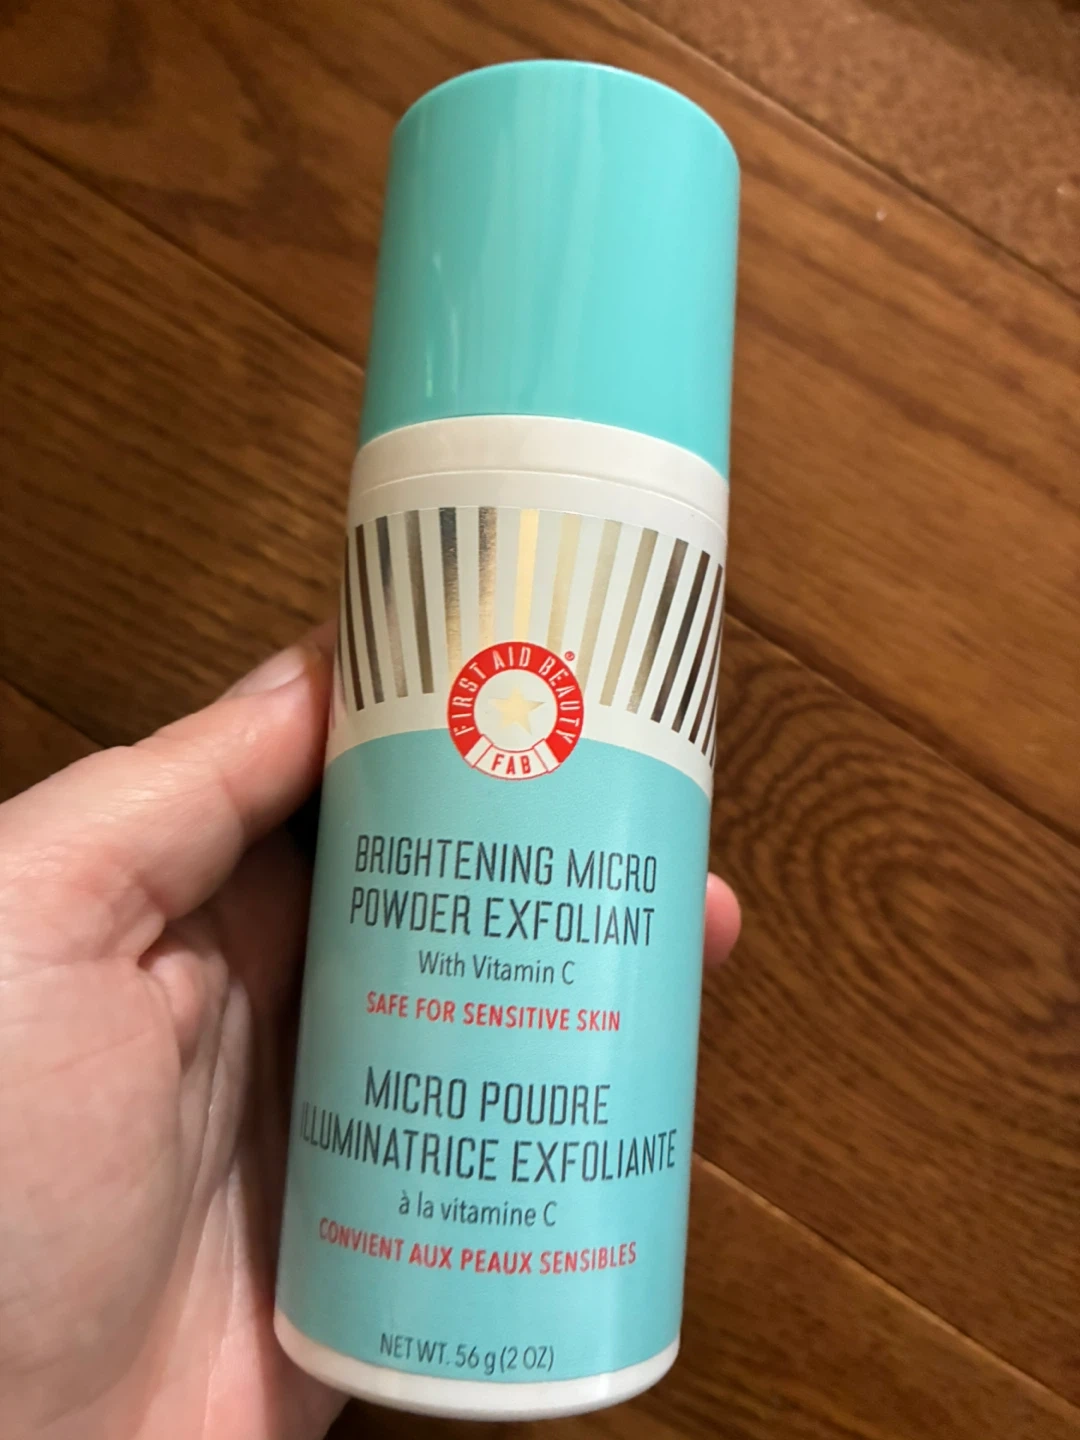 FIRST AID BEAUTY®
FAB
BRIGHTENING MICRO
POWDER EXFOLIANT
With Vitamin C
SAFE FOR SENSITIVE SKIN
MICRO POUDRE
ILLUMINATRICE EXFOLIANTE
à la vitamine C
CONVIENT AUX PEAUX SENSIBLES
NET WT. 56 g (2 OZ)